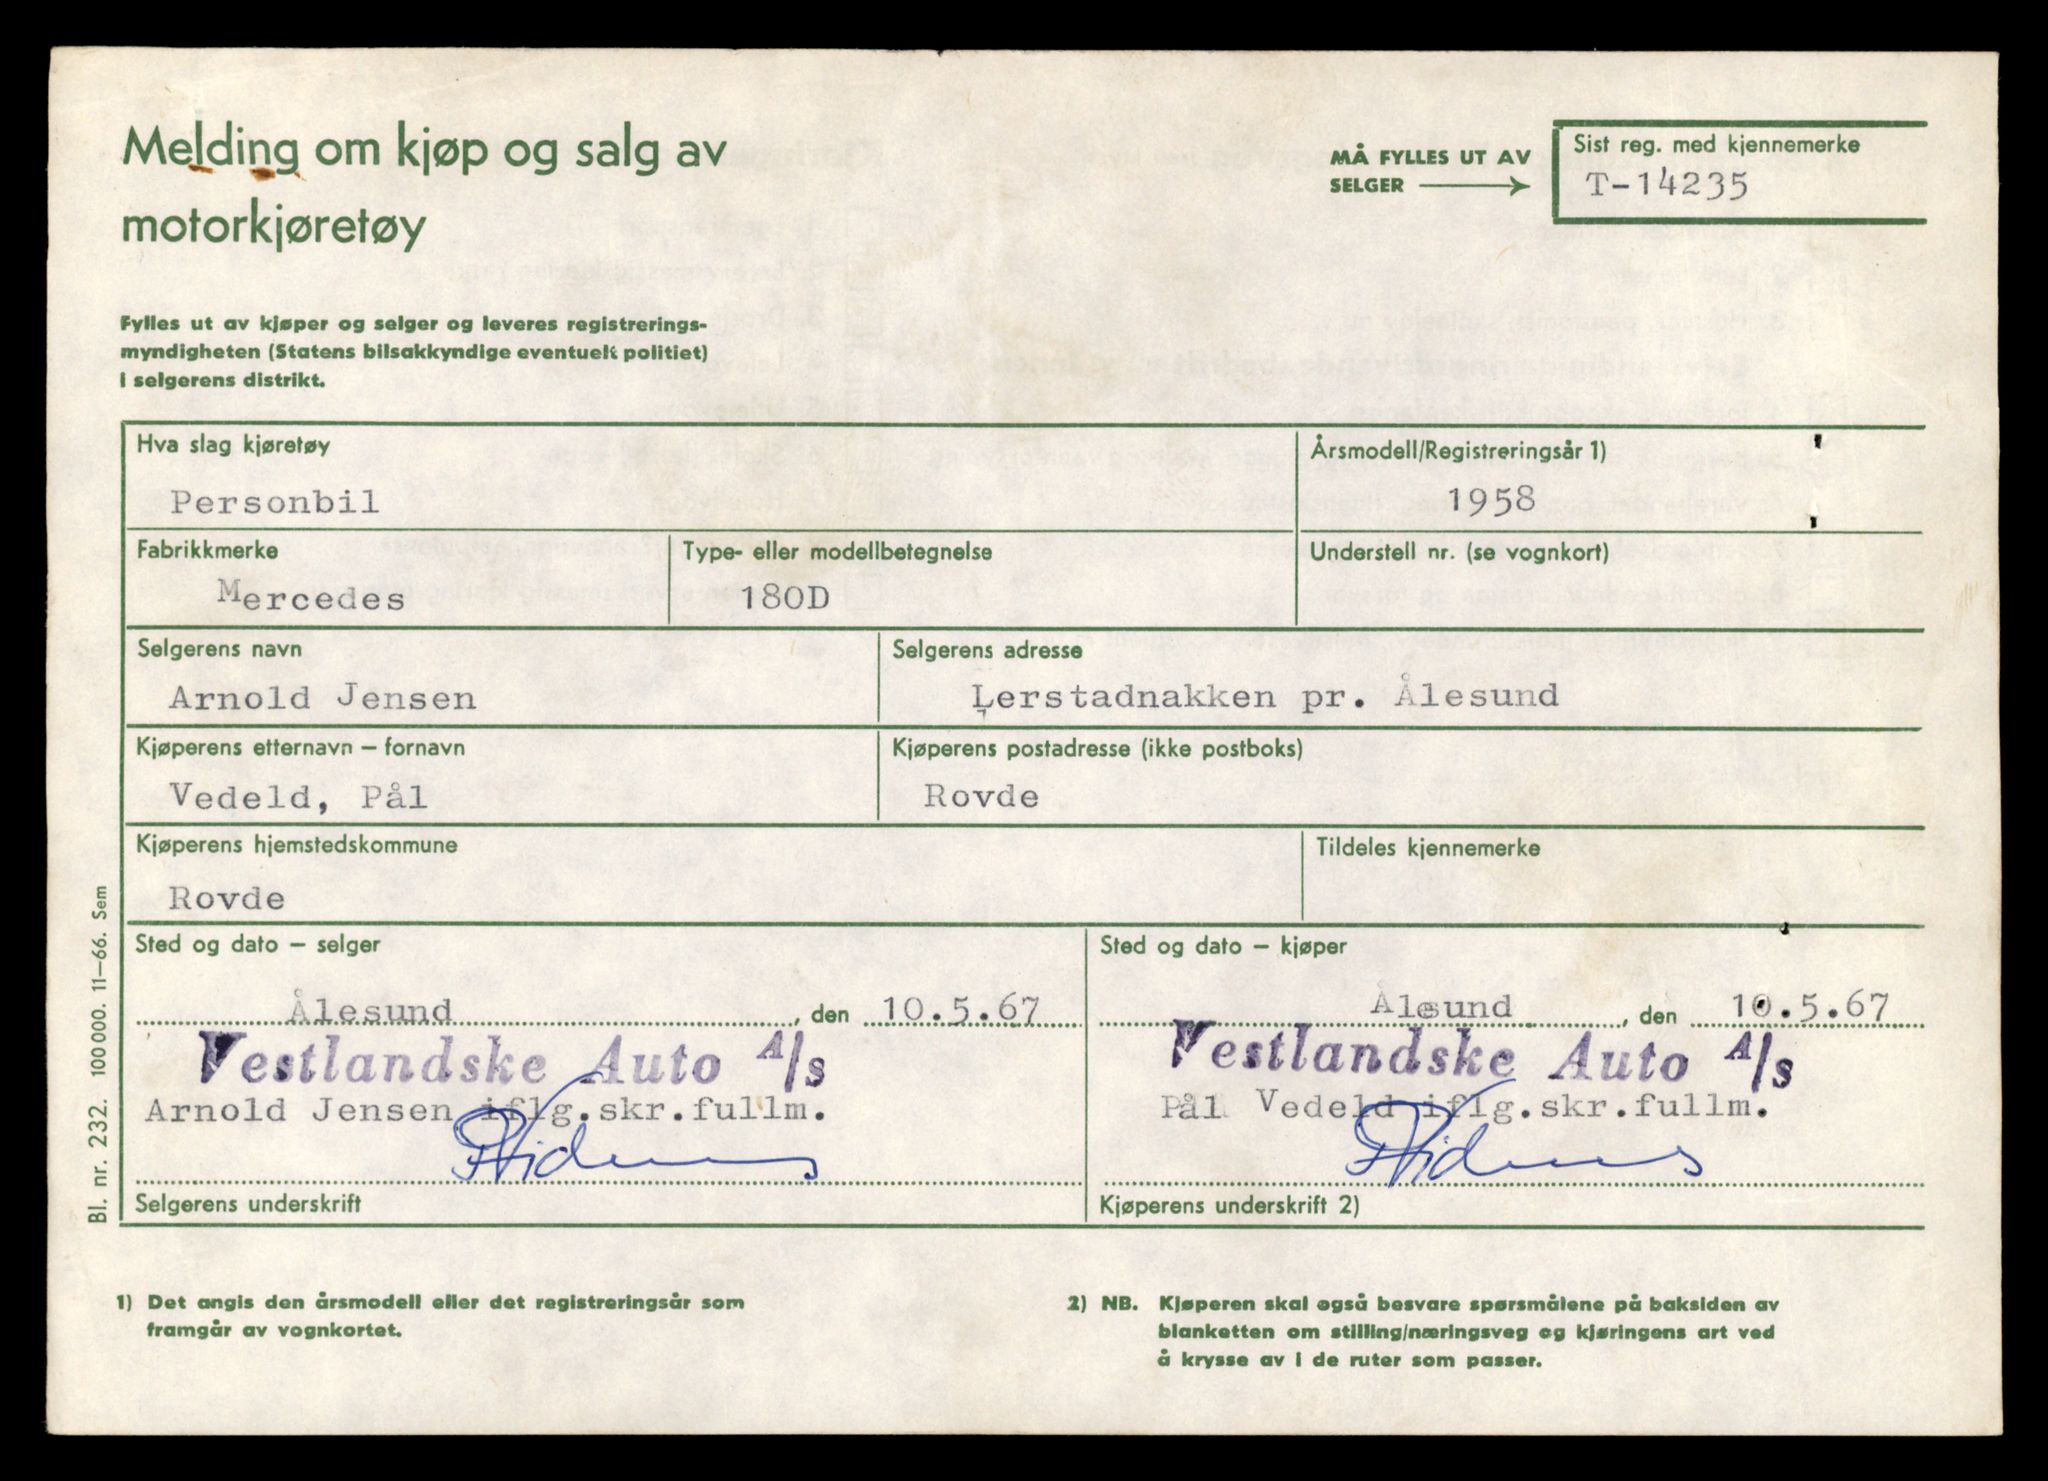 Melding om kjøp og salg av
motorkjøretøy
MÅ FYLLES UT AV
SELGER
Sist reg. med kjennemerke
T-14235
Fylles ut av kjøper og selger og leveres registrerings-
myndigheten (Statens bilsakkyndige eventuelt politiet)
i selgerens distrikt.
Hva slag kjøretøy
Personbil
Årsmodell/Registreringsår 1)
1958
Fabrikkmerke
Mercedes
Type- eller modellbetegnelse
180D
Understell nr. (se vognkort)
Selgerens navn
Arnold Jensen
Selgerens adresse
Lerstadnakken pr. Ålesund
Kjøperens etternavn – fornavn
Vedeld, Pål
Kjøperens postadresse (ikke postboks)
Rovde
Kjøperens hjemstedskommune
Rovde
Tildeles kjennemerke
Sted og dato – selger
Ålesund, den 10.5.67
Vestlandske Auto A/s
Arnold Jensen iflg.skr.fullm.
Selgerens underskrift
Sted og dato – kjøper
Ålesund, den 10.5.67
Vestlandske Auto A/s
Pål Vedeld iflg.skr.fullm.
Kjøperens underskrift 2)
Bl. nr. 232. 100000. 11–66. Sem
1) Det angis den årsmodell eller det registreringsår som
framgår av vognkortet.
2) NB. Kjøperen skal også besvare spørsmålene på baksiden av
blanketten om stilling/næringsveg og kjøringens art ved
å krysse av i de ruter som passer.